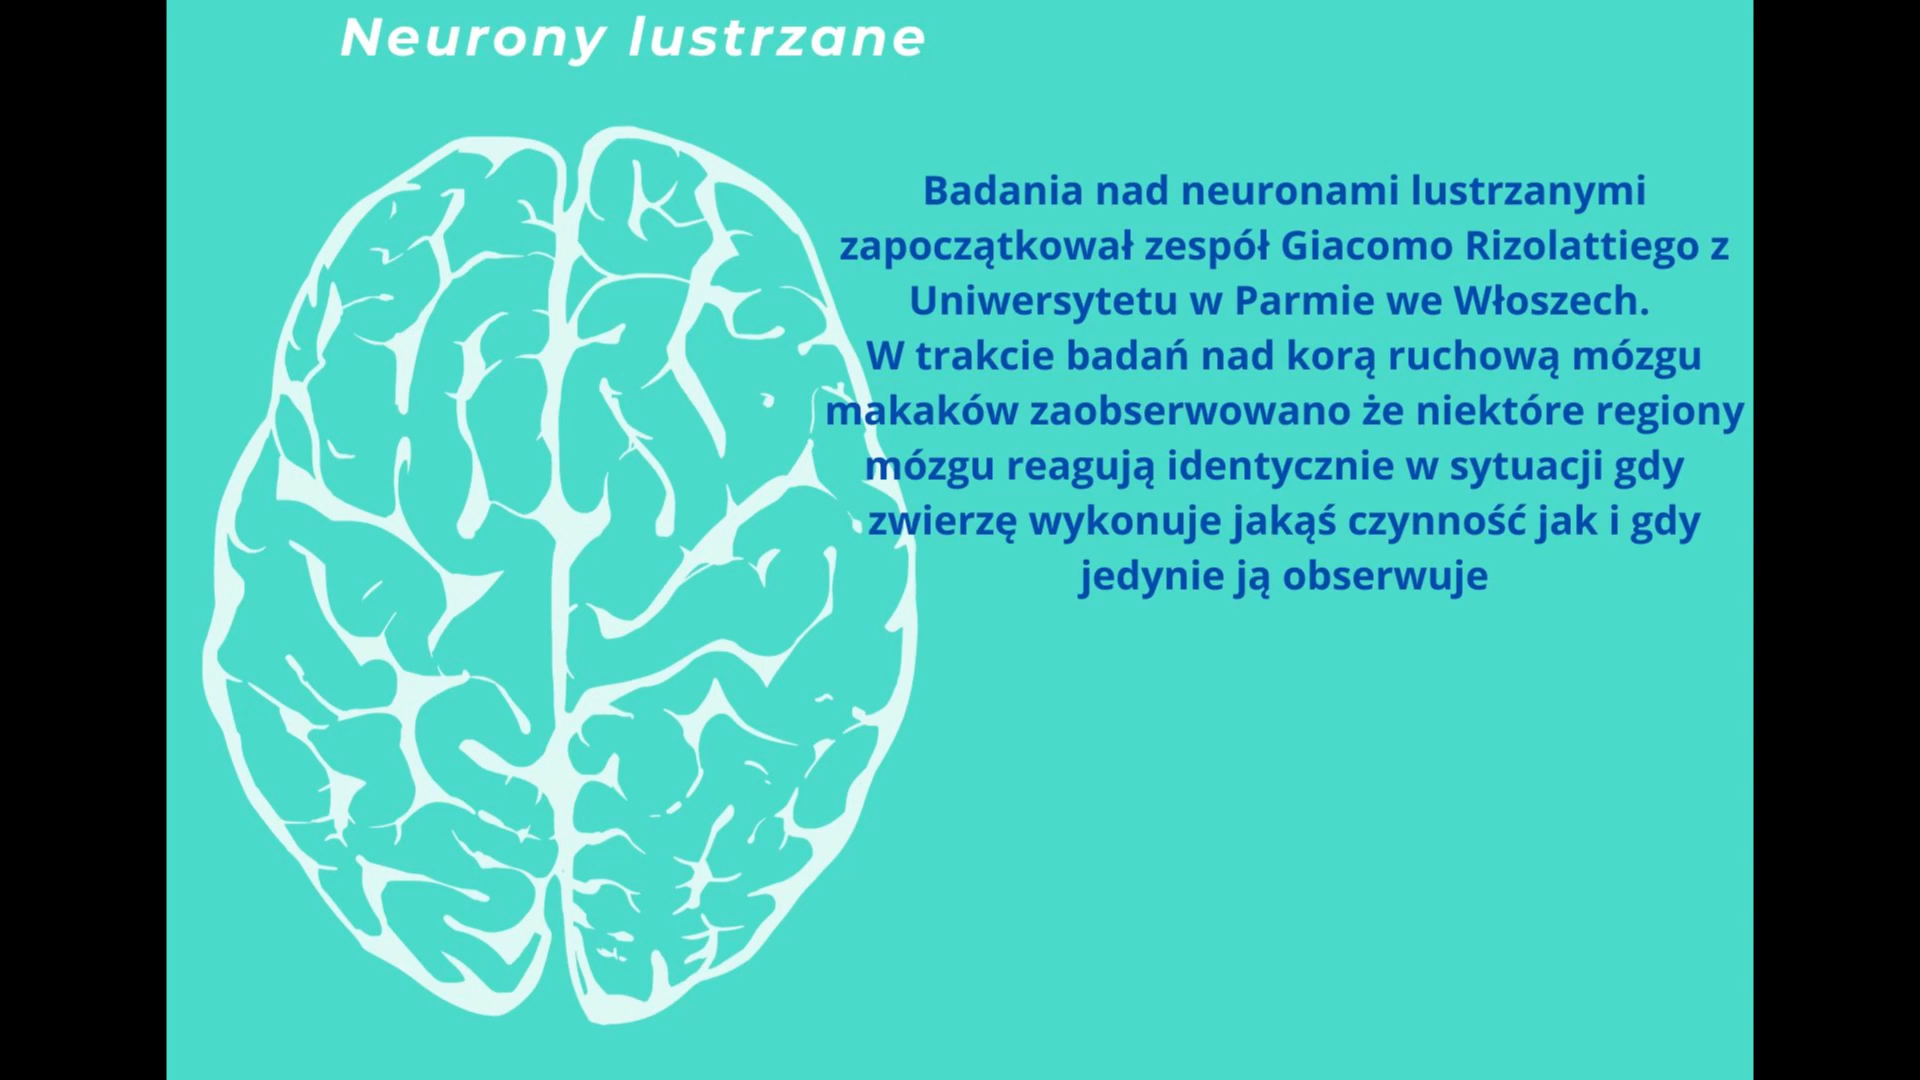 Neurony lustrzane
Badania nad neuronami lustrzanymi
zapoczątkował zespół Giacomo Rizolattiego z
Uniwersytetu w Parmie we Włoszech.
W trakcie badań nad korą ruchową mózgu
makaków zaobserwowano że niektóre regiony
mózgu reagują identycznie w sytuacji gdy
zwierzę wykonuje jakąś czynność jak i gdy
jedynie ją obserwuje